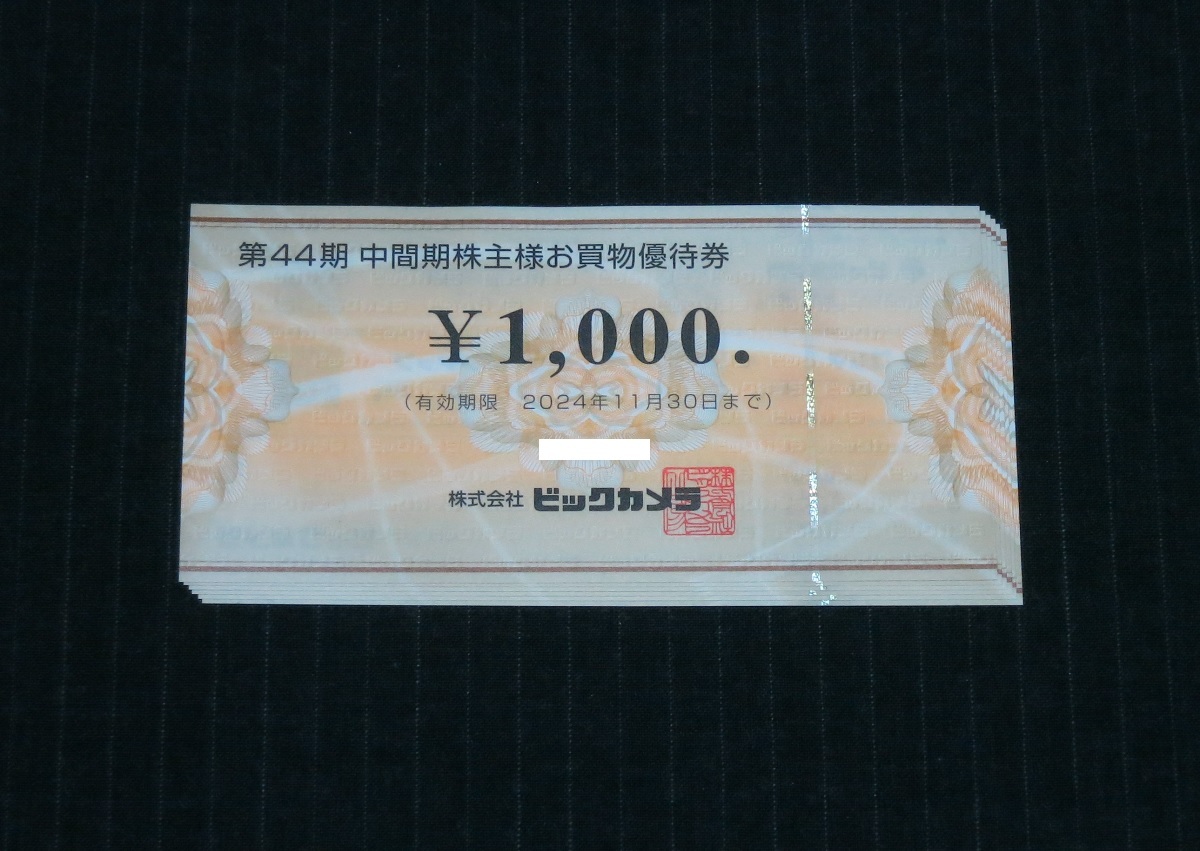 第44期 中間期株主様お買物優待券
¥1,000.
(有効期限　2024年11月30日まで)
株式会社 ビックカメラ